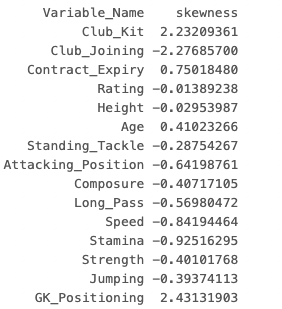 Variable_Name skewness
Club_Kit 2.23209361
Club_Joining -2.27685700
Contract_Expiry 0.75018480
Rating -0.01389238
Height -0.02953987
Age 0.41023266
Standing_Tackle -0.28754267
Attacking_Position -0.64198761
Composure -0.40717105
Long_Pass -0.56980472
Speed -0.84194464
Stamina -0.92516295
Strength -0.40101768
Jumping -0.39374113
GK_Positioning 2.43131903